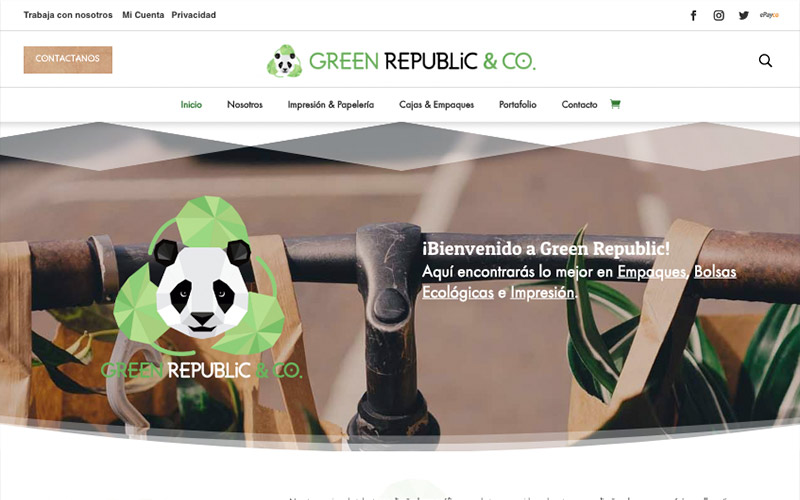 Trabaja con nosotros Mi Cuenta Privacidad
ePayco
CONTACTANOS
GREEN REPUBLiC & CO.
Inicio Nosotros Impresión & Papelería Cajas & Empaques Portafolio Contacto
¡Bienvenido a Green Republic!
Aquí encontrarás lo mejor en Empaques, Bolsas
Ecológicas e Impresión.
GREEN REPUBLiC & CO.